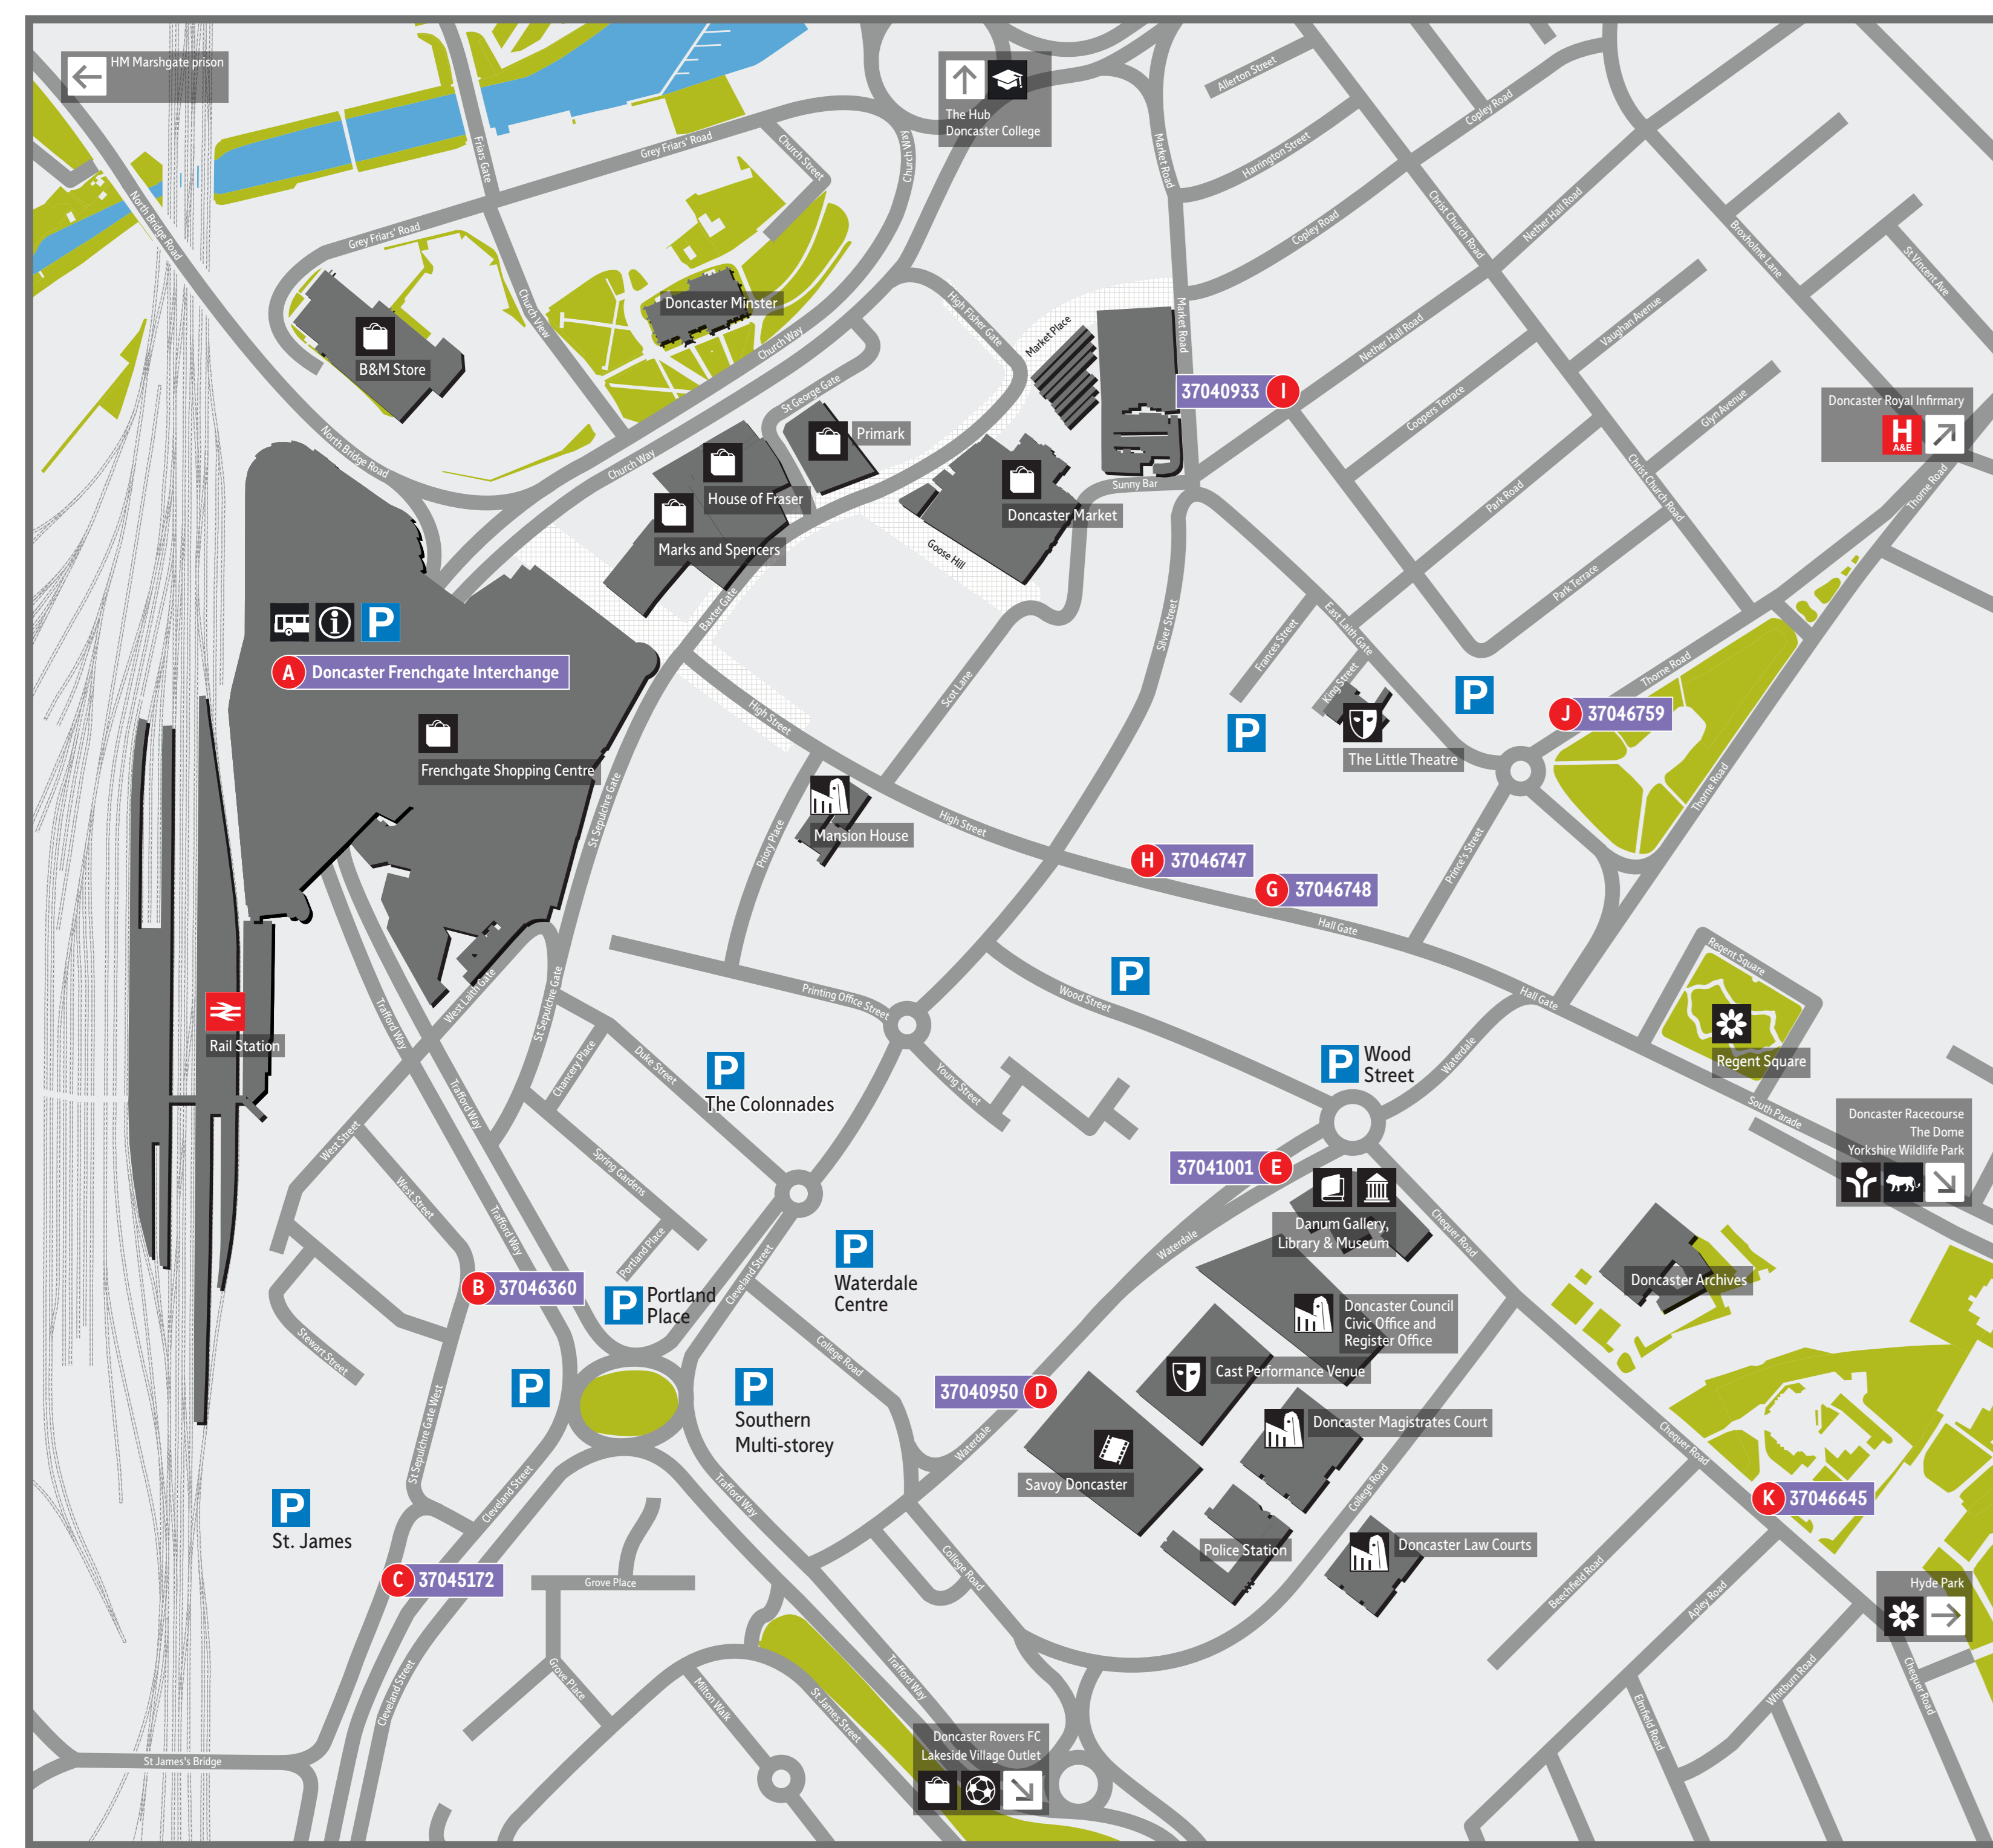 HM Marshgate prison
The Hub
Doncaster College
Allerton Street
Copley Road
Market Road
Harrington Street
Friars Gate
Grey Friars' Road
Church Street
Church Way
North Bridge Road
Grey Friars' Road
Copley Road
Christ Church Road
Nether Hall Road
Broxholme Lane
St Vincent Ave
Doncaster Minster
Church View
Church Way
High Fisher Gate
Market Place
Market Road
Nether Hall Road
Vaughan Avenue
B&M Store
St George Gate
37040933 I
Coopers Terrace
Glyn Avenue
Doncaster Royal Infirmary
H
A&E
North Bridge Road
Church Way
Primark
House of Fraser
Marks and Spencers
Doncaster Market
Sunny Bar
Goose Hill
Park Road
Christ Church Road
Thorne Road
Baxter Gate
Park Terrace
P
A Doncaster Frenchgate Interchange
Silver Street
Frances Street
East Laith Gate
King Street
Thorne Road
Scot Lane
High Street
P
P
J 37046759
The Little Theatre
Frenchgate Shopping Centre
St Sepulchre Gate
Thorne Road
Mansion House
Priory Place
High Street
H 37046747
G 37046748
Prince's Street
Hall Gate
Regent Square
West Laith Gate
St Sepulchre Gate
Printing Office Street
Wood Street
P
Hall Gate
Rail Station
Trafford Way
Regent Square
Duke Street
Chancery Place
P
The Colonnades
Young Street
P Wood
Street
Waterdale
South Parade
Doncaster Racecourse
The Dome
Yorkshire Wildlife Park
Trafford Way
West Street
West Street
Spring Gardens
37041001 E
Danum Gallery,
Library & Museum
Chequer Road
Trafford Way
Portland Place
Cleveland Street
P
Waterdale
Centre
Waterdale
Doncaster Archives
B 37046360
P Portland
Place
Doncaster Council
Civic Office and
Register Office
Stewart Street
College Road
Cast Performance Venue
P
P
Southern
Multi-storey
37040950 D
St Sepulchre Gate West
Waterdale
Doncaster Magistrates Court
Savoy Doncaster
Chequer Road
Cleveland Street
Trafford Way
College Road
K 37046645
P
St. James
College Road
Police Station
Doncaster Law Courts
C 37045172
Grove Place
Beechfield Road
Apley Road
Hyde Park
Cleveland Street
Grove Place
Milton Walk
St James Street
Trafford Way
Whitburn Road
Elmfield Road
Chequer Road
St James's Bridge
Doncaster Rovers FC
Lakeside Village Outlet